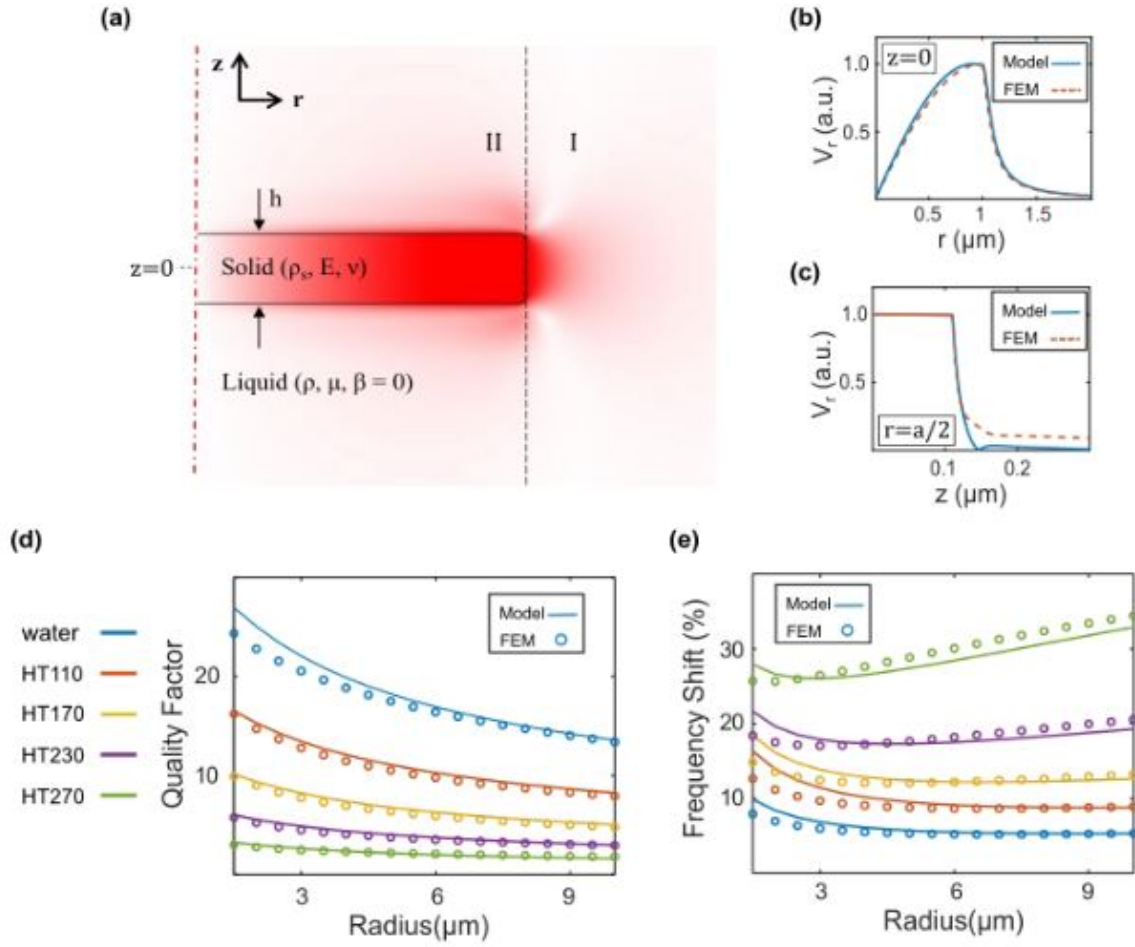 (a)
z
r
II
I
h
z=0
Solid (ρs, E, ν)
Liquid (ρ, μ, β = 0)
(b)
z=0
Model
FEM
1.0
0.5
Vr (a.u.)
0.5
1
1.5
r (μm)
(c)
Model
FEM
1.0
0.5
Vr (a.u.)
r=a/2
0.1
0.2
z (μm)
(d)
water
HT110
HT170
HT230
HT270
Model
FEM
20
10
Quality Factor
3
6
9
Radius(μm)
(e)
Model
FEM
30
20
10
Frequency Shift (%)
3
6
9
Radius(μm)